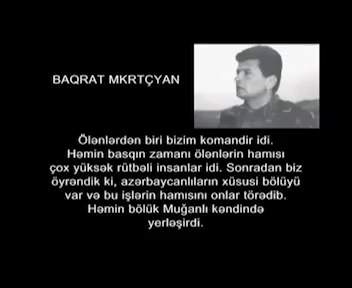 BAQRAT MKRTÇYAN
Ölənlərdən biri bizim komandir idi.
Həmin basqın zamanı ölənlərin hamısı
çox yüksək rütbəli insanlar idi. Sonradan biz
öyrəndik ki, azərbaycanlıların xüsusi bölüyü
var və bu işlərin hamısını onlar törədib.
Həmin bölük Muğanlı kəndində
yerləşirdi.